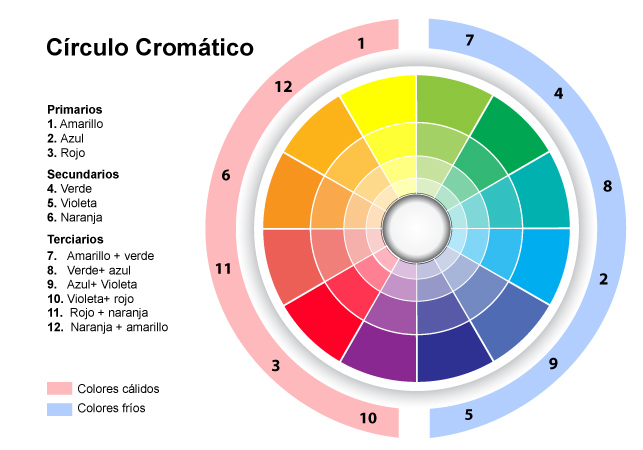 Círculo Cromático
Primarios
1. Amarillo
2. Azul
3. Rojo
Secundarios
4. Verde
5. Violeta
6. Naranja
Terciarios
7. Amarillo + verde
8. Verde+ azul
9. Azul+ Violeta
10. Violeta+ rojo
11. Rojo + naranja
12. Naranja + amarillo
Colores cálidos
Colores fríos
1
7
12
4
6
8
11
2
3
9
10
5